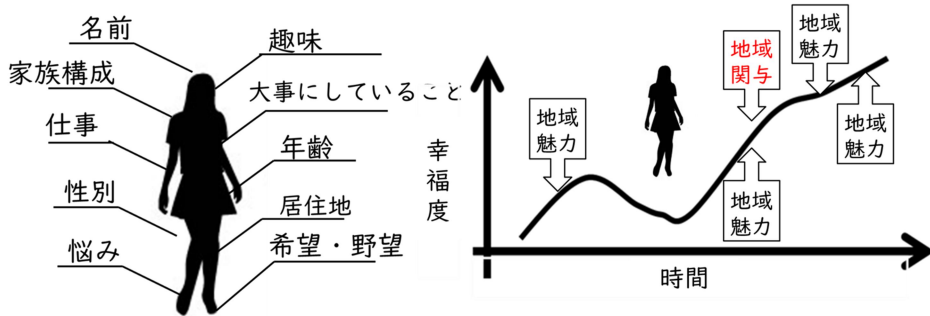 名前
趣味
家族構成
大事にしていること
仕事
年齢
性別
居住地
悩み
希望・野望
幸福度
時間
地域
魅力
地域
関与
地域
魅力
地域
魅力
地域
魅力